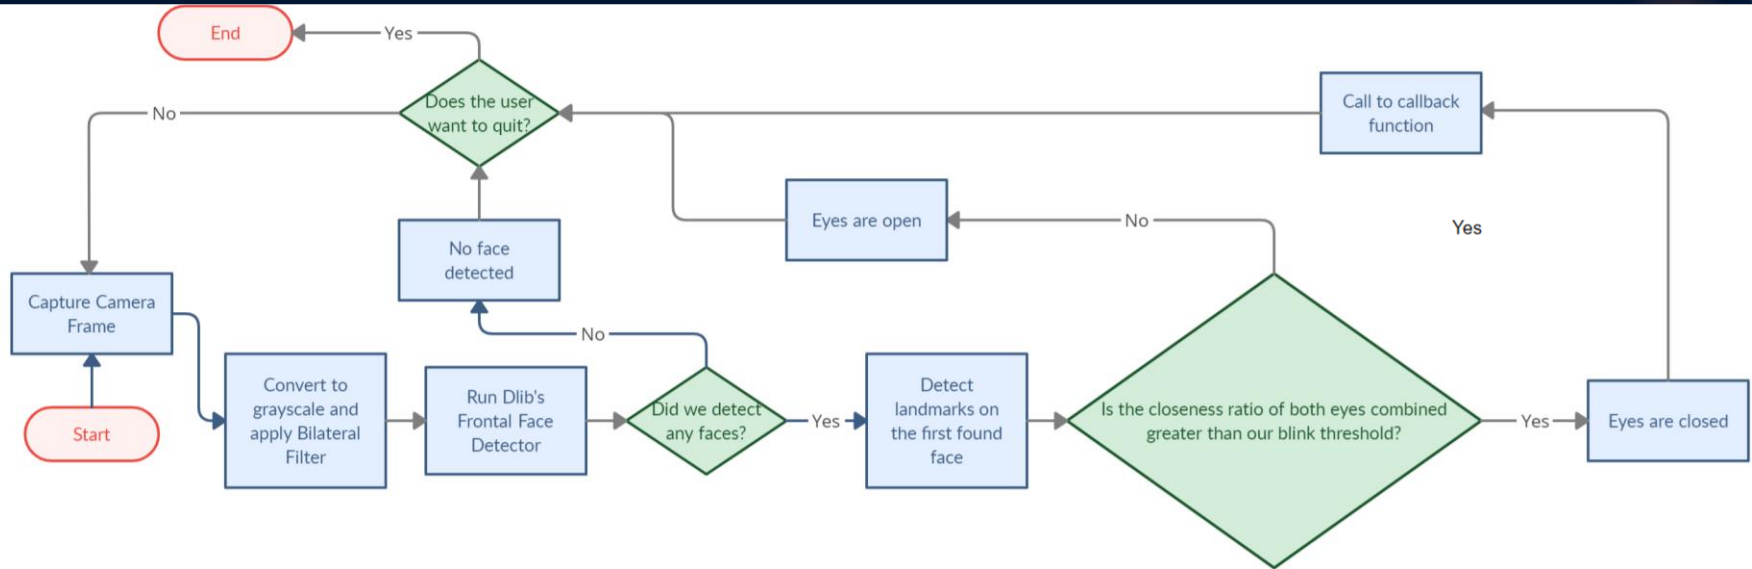 End
Yes
Does the user
want to quit?
No
Call to callback
function
Eyes are open
No
Yes
No face
detected
Capture Camera
Frame
No
Start
Convert to
grayscale and
apply Bilateral
Filter
Run Dlib's
Frontal Face
Detector
Did we detect
any faces?
Yes
Detect
landmarks on
the first found
face
Is the closeness ratio of both eyes combined
greater than our blink threshold?
Yes
Eyes are closed